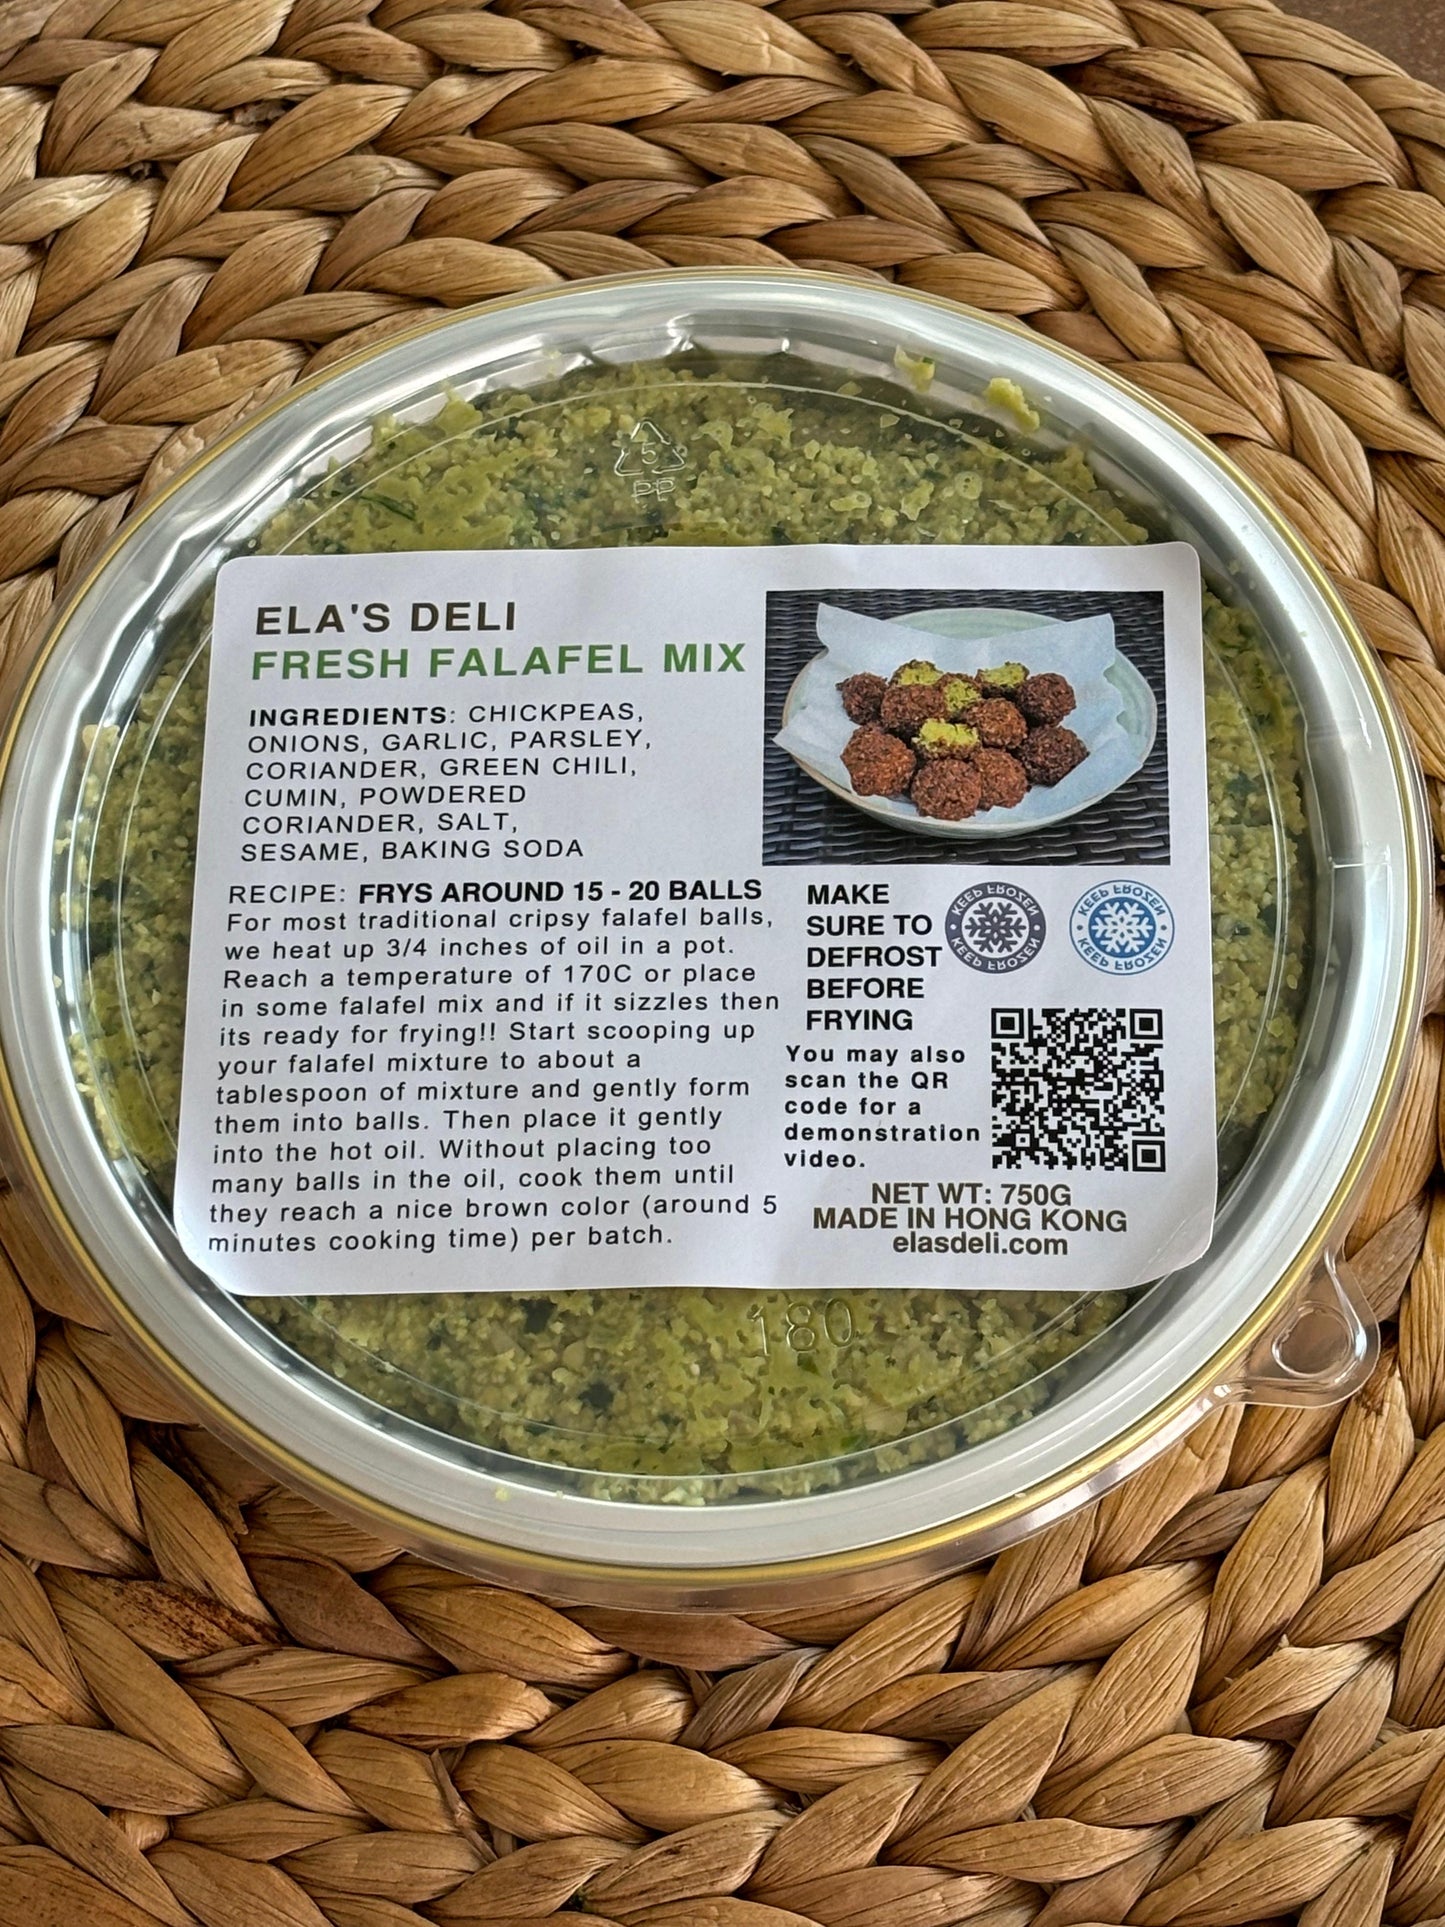 5
PP
ELA'S DELI
FRESH FALAFEL MIX
INGREDIENTS: CHICKPEAS,
ONIONS, GARLIC, PARSLEY,
CORIANDER, GREEN CHILI,
CUMIN, POWDERED
CORIANDER, SALT,
SESAME, BAKING SODA
RECIPE: FRYS AROUND 15 - 20 BALLS
For most traditional cripsy falafel balls,
we heat up 3/4 inches of oil in a pot.
Reach a temperature of 170C or place
in some falafel mix and if it sizzles then
its ready for frying!! Start scooping up
your falafel mixture to about a
tablespoon of mixture and gently form
them into balls. Then place it gently
into the hot oil. Without placing too
many balls in the oil, cook them until
they reach a nice brown color (around 5
minutes cooking time) per batch.
MAKE
SURE TO
DEFROST
BEFORE
FRYING
KEEP FROZEN
KEEP FROZEN
KEEP FROZEN
KEEP FROZEN
You may also
scan the QR
code for a
demonstration
video.
NET WT: 750G
MADE IN HONG KONG
elasdeli.com
180